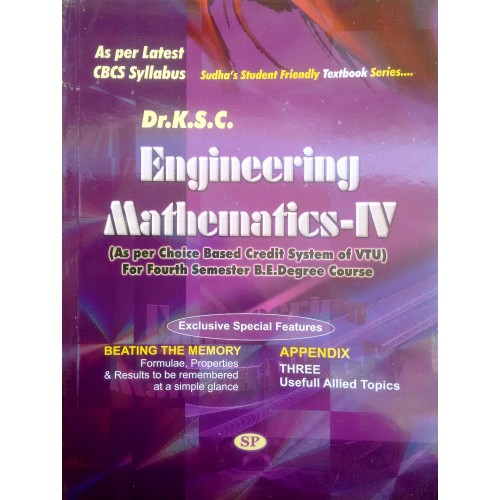 As per Latest
CBCS Syllabus
Sudha's Student Friendly Textbook Series....
Dr.K.S.C.
Engineering
Mathematics-IV
(As per Choice Based Credit System of VTU)
For Fourth Semester B.E.Degree Course
Exclusive Special Features
BEATING THE MEMORY
Formulae, Properties
& Results to be remembered
at a simple glance
APPENDIX
THREE
Usefull Allied Topics
SP